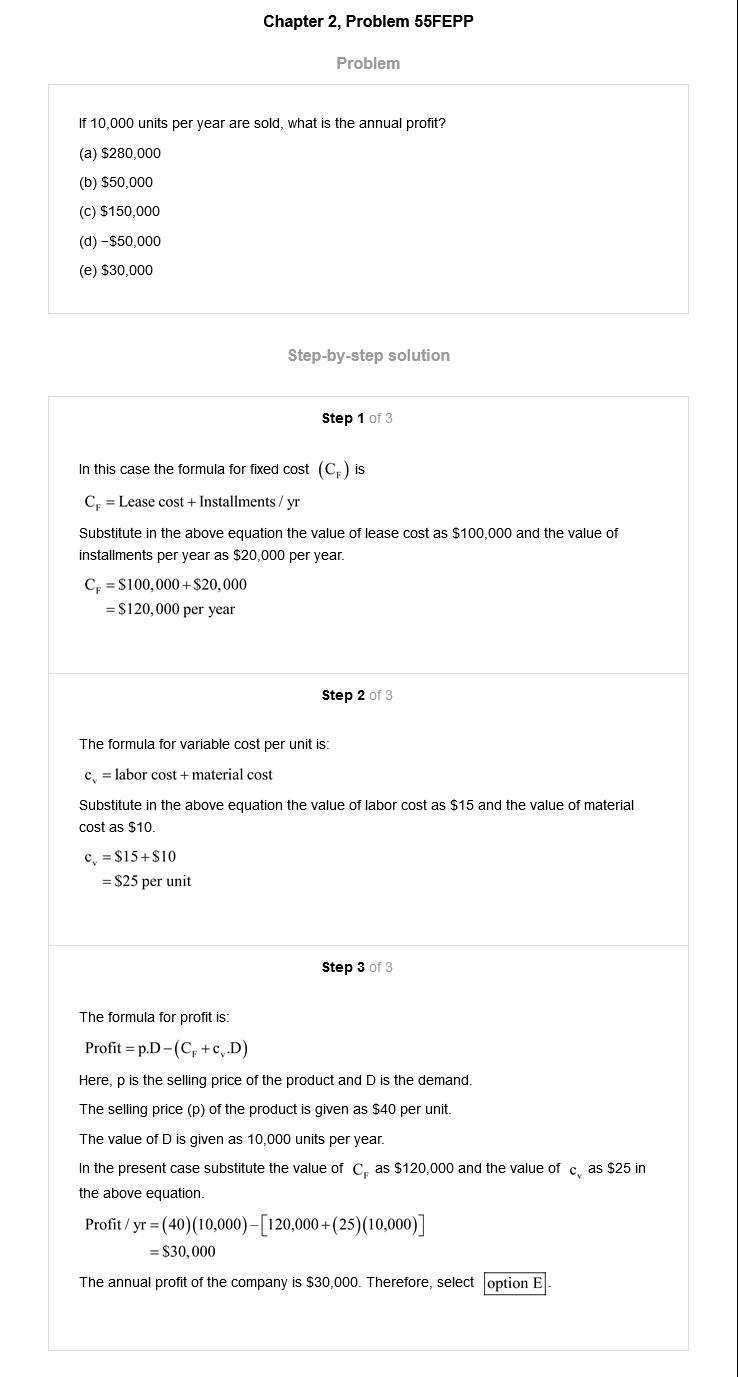 Chapter 2, Problem 55FEPP
Problem
If 10,000 units per year are sold, what is the annual profit?
(a) $280,000
(b) $50,000
(c) $150,000
(d) −$50,000
(e) $30,000
Step-by-step solution
Step 1 of 3
In this case the formula for fixed cost (C_F) is
C_F = Lease cost + Installments / yr
Substitute in the above equation the value of lease cost as $100,000 and the value of
installments per year as $20,000 per year.
C_F = $100,000 + $20,000
= $120,000 per year
Step 2 of 3
The formula for variable cost per unit is:
c_v = labor cost + material cost
Substitute in the above equation the value of labor cost as $15 and the value of material
cost as $10.
c_v = $15 + $10
= $25 per unit
Step 3 of 3
The formula for profit is:
Profit = p.D − (C_F + c_v.D)
Here, p is the selling price of the product and D is the demand.
The selling price (p) of the product is given as $40 per unit.
The value of D is given as 10,000 units per year.
In the present case substitute the value of C_F as $120,000 and the value of c_v as $25 in
the above equation.
Profit / yr = (40)(10,000) − [120,000 + (25)(10,000)]
= $30,000
The annual profit of the company is $30,000. Therefore, select option E.